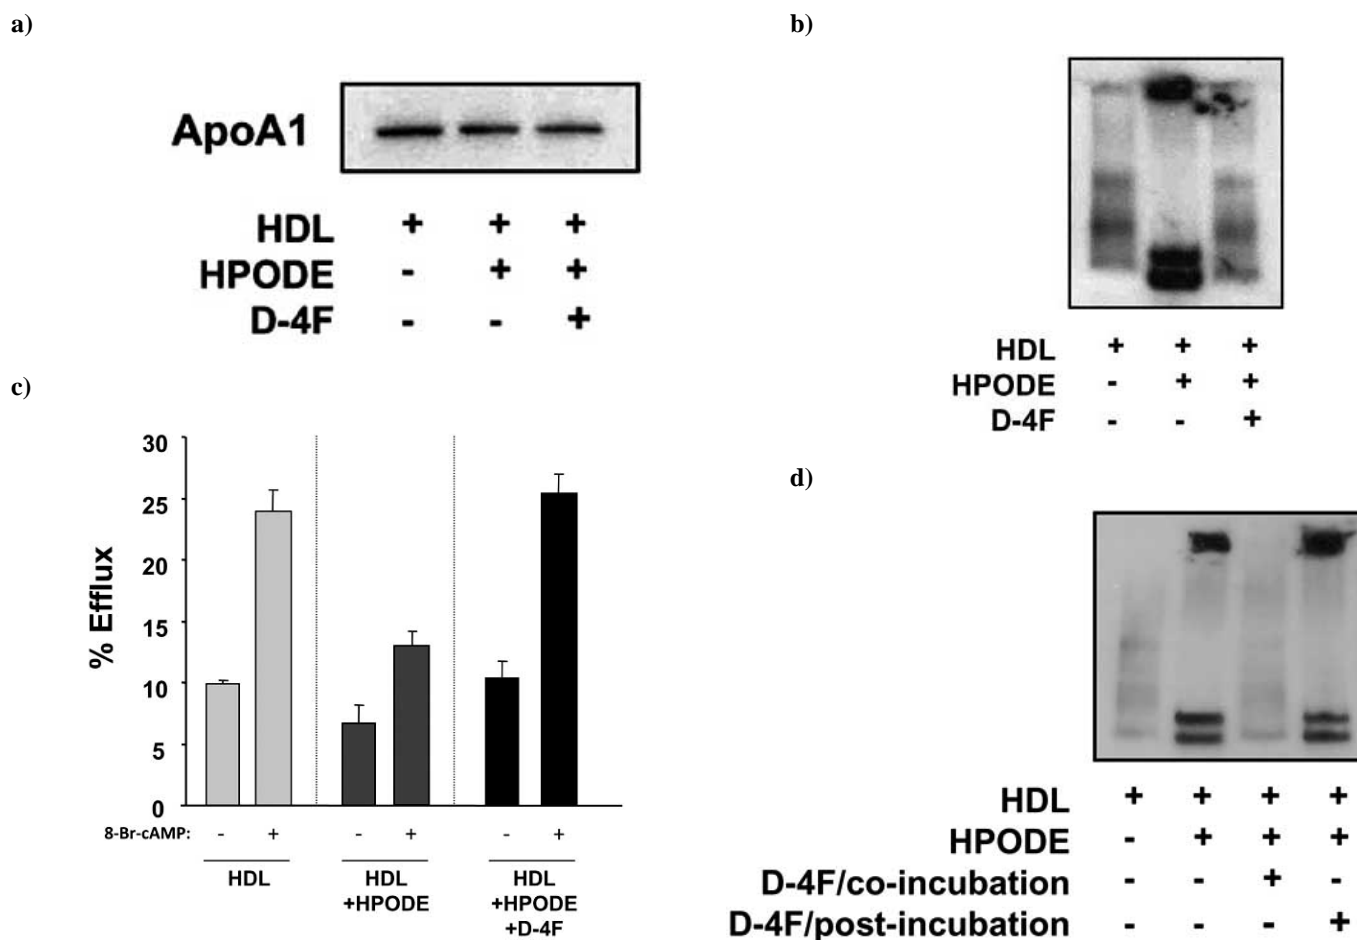 a)
ApoA1
HDL + + +
HPODE - + +
D-4F - - +
b)
HDL + + +
HPODE - + +
D-4F - - +
c)
30
25
20
15
10
5
0
% Efflux
8-Br-cAMP: - + - + - +
HDL HDL HDL
+HPODE +HPODE
+D-4F
d)
HDL + + + +
HPODE - + + +
D-4F/co-incubation - - + -
D-4F/post-incubation - - - +